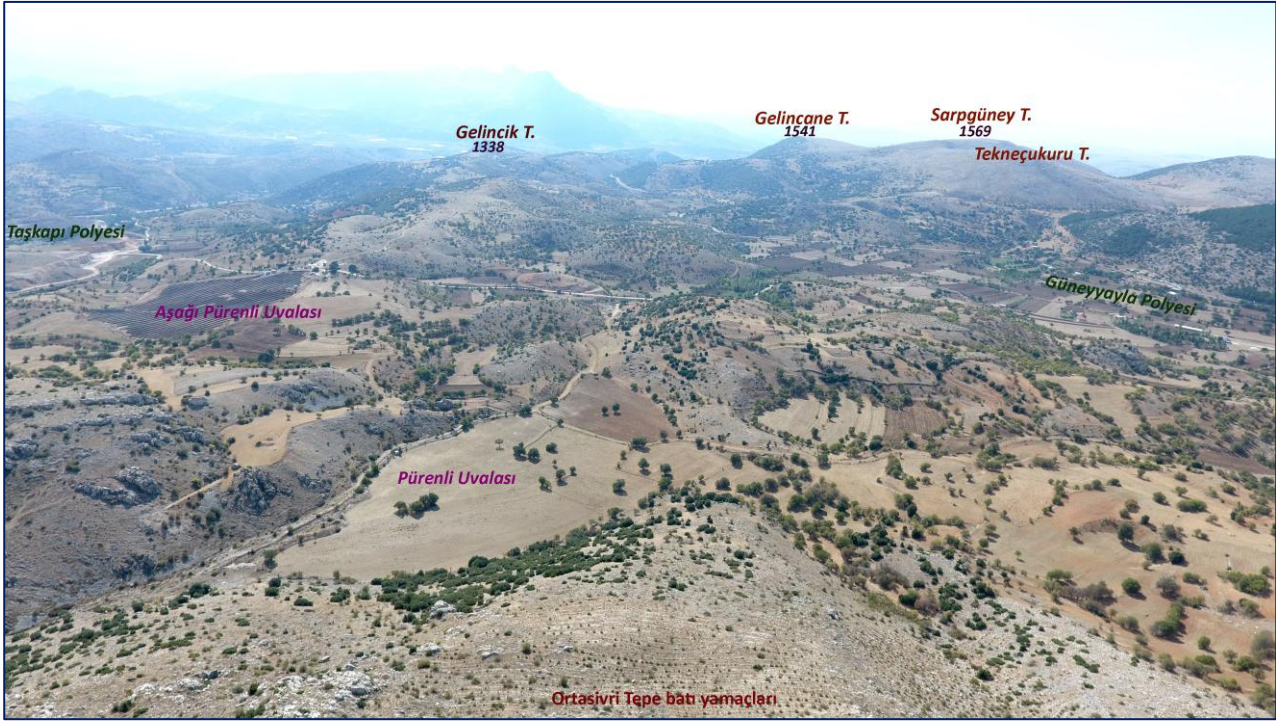 Gelincik T.
1338
Gelincane T.
1541
Sarpgüney T.
1569
Tekneçukuru T.
Taşkapı Polyesi
Güneyyayla Polyesi
Aşağı Pürenli Uvalası
Pürenli Uvalası
Ortasivri Tepe batı yamaçları